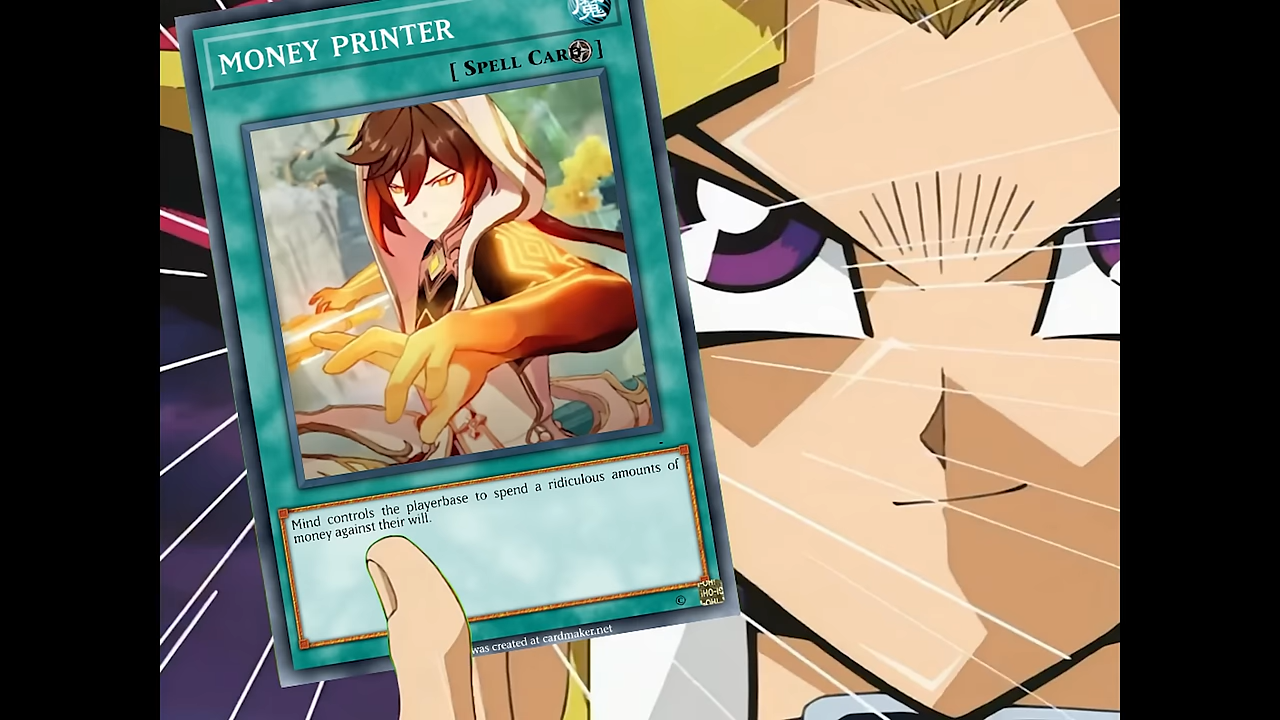 MONEY PRINTER
魔
[ SPELL CARD ]
Mind controls the playerbase to spend a ridiculous amounts of
money against their will.
©
was created at cardmaker.net